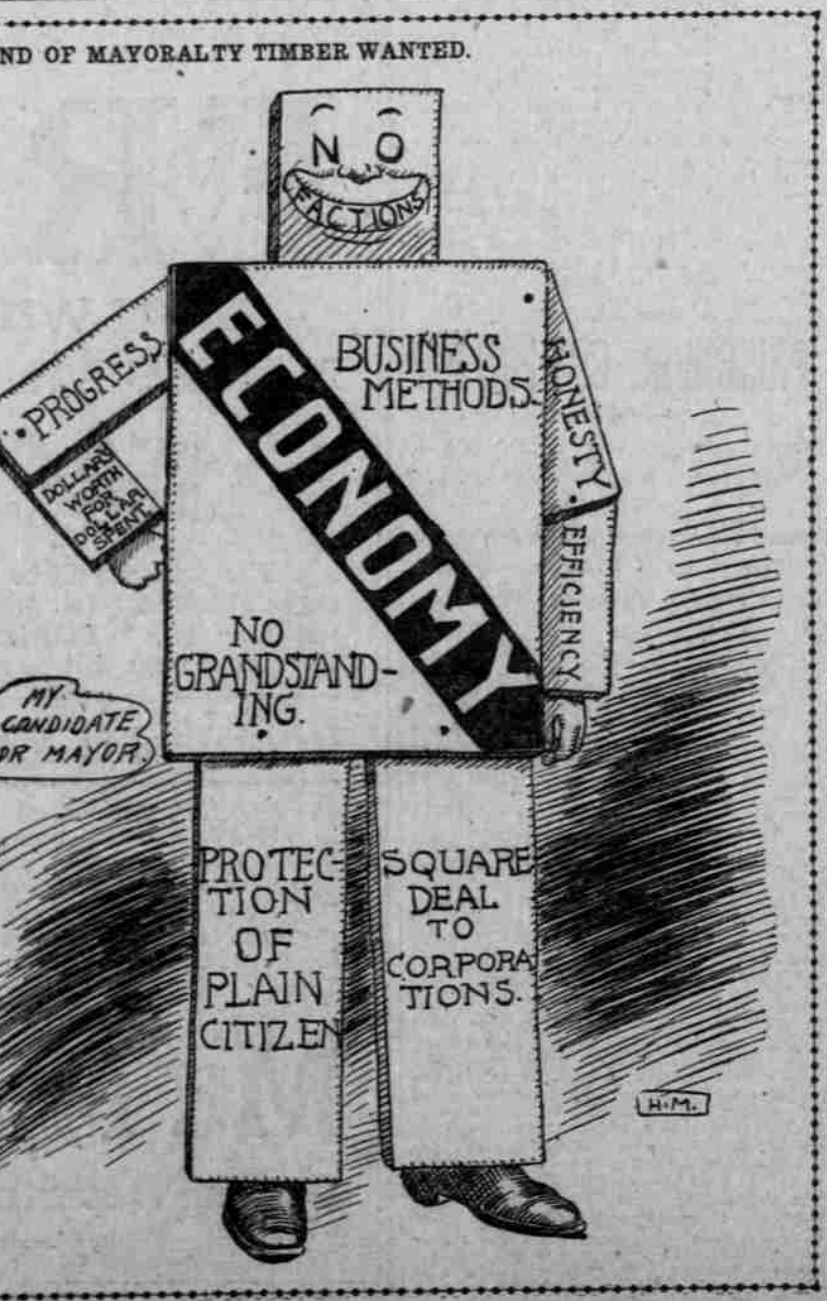 ND OF MAYORALTY TIMBER WANTED.
NO
FACTIONS
ECONOMY
BUSINESS
METHODS.
PROGRESS.
DOLLARS
WORTH
FOR
DOLLAR
SPENT
HONESTY
EFFICIENCY
NO
GRANDSTAND-
ING.
MY
CANDIDATE
OR MAYOR.
PROTEC-
TION
OF
PLAIN
CITIZEN
SQUARE
DEAL
TO
CORPORA
TIONS.
H.M.